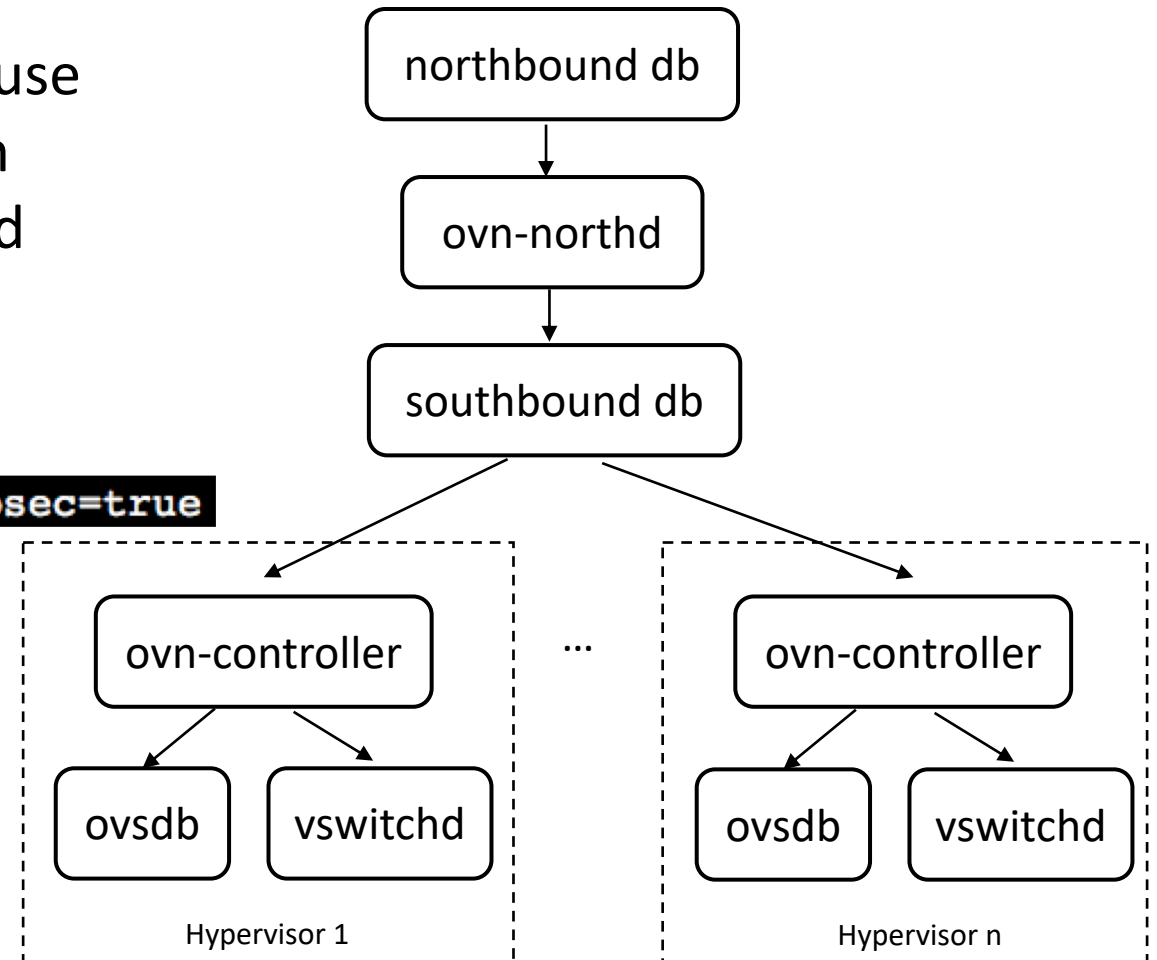 use
northbound db
ovn-northd
southbound db
sec=true
ovn-controller
...
ovn-controller
ovsdb
vswitchd
ovsdb
vswitchd
Hypervisor 1
Hypervisor n